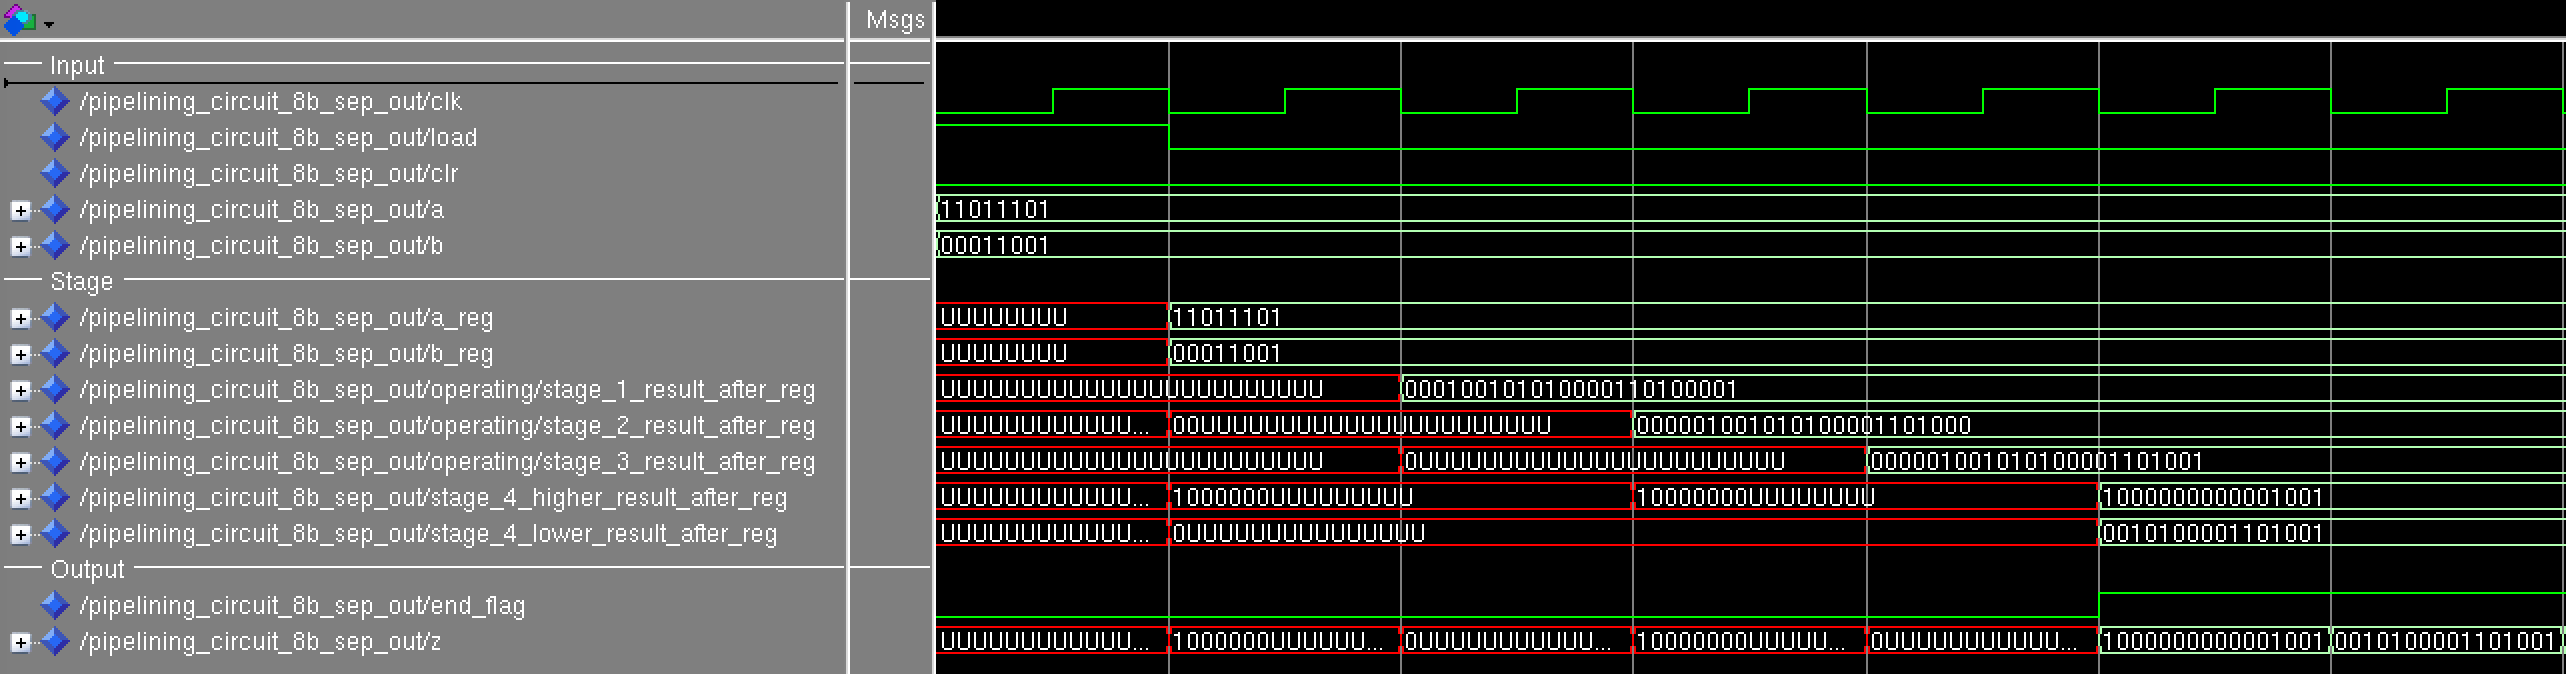 Msgs
Input
/pipelining_circuit_8b_sep_out/clk
/pipelining_circuit_8b_sep_out/load
/pipelining_circuit_8b_sep_out/clr
/pipelining_circuit_8b_sep_out/a 11011101
/pipelining_circuit_8b_sep_out/b 00011001
Stage
/pipelining_circuit_8b_sep_out/a_reg UUUUUUUU 11011101
/pipelining_circuit_8b_sep_out/b_reg UUUUUUUU 00011001
/pipelining_circuit_8b_sep_out/operating/stage_1_result_after_reg UUUUUUUUUUUUUUUUUUUUUUUU 000100101010000110100001
/pipelining_circuit_8b_sep_out/operating/stage_2_result_after_reg UUUUUUUUUUUU... 00UUUUUUUUUUUUUUUUUUUUUU 000001001010100001101000
/pipelining_circuit_8b_sep_out/operating/stage_3_result_after_reg UUUUUUUUUUUUUUUUUUUUUUUU 0UUUUUUUUUUUUUUUUUUUUUUU 000001001010100001101001
/pipelining_circuit_8b_sep_out/stage_4_higher_result_after_reg UUUUUUUUUUUU... 1000000UUUUUUUUU 10000000UUUUUUUU 1000000000001001
/pipelining_circuit_8b_sep_out/stage_4_lower_result_after_reg UUUUUUUUUUUU... 0UUUUUUUUUUUUUUU 0010100001101001
Output
/pipelining_circuit_8b_sep_out/end_flag
/pipelining_circuit_8b_sep_out/z UUUUUUUUUUUU... 1000000UUUUUU... 0UUUUUUUUUUU... 10000000UUUUU... 0UUUUUUUUUUU... 1000000000001001 0010100001101001